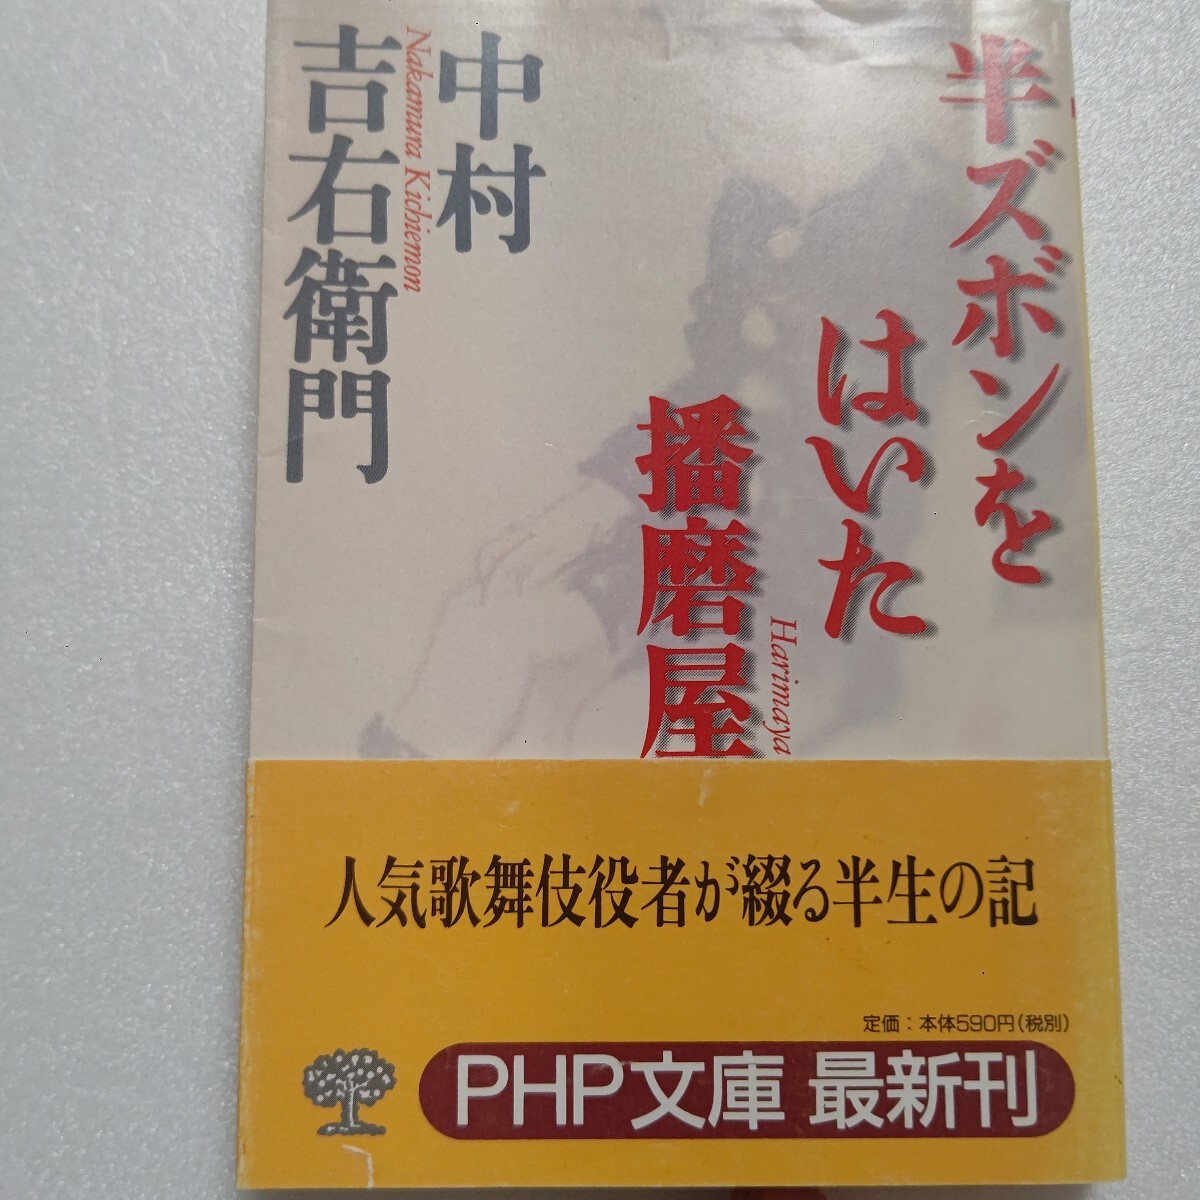 半ズボンを
はいた
播磨屋
Harimaya
中村
吉右衛門
Nakamura Kichiemon
人気歌舞伎役者が綴る半生の記
定価：本体590円（税別）
PHP文庫 最新刊